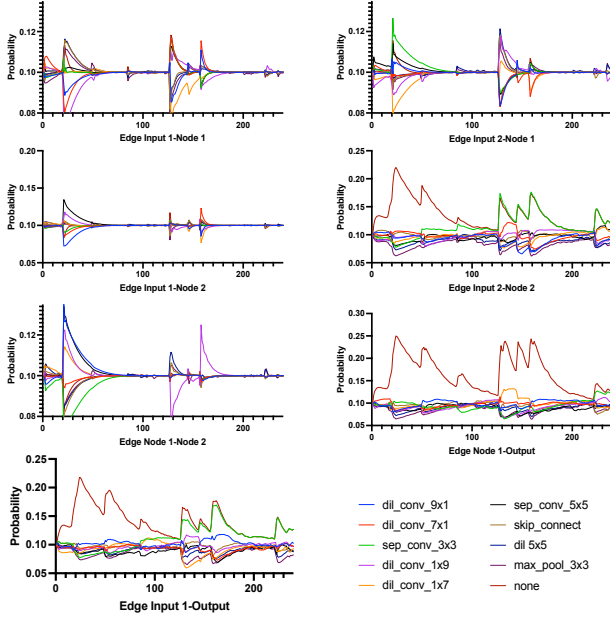 Probability
0.12
0.10
0.08
0
100
200
Edge Input 1-Node 1
Probability
0.12
0.10
0.08
0
100
200
Edge Input 2-Node 1
Probability
0.20
0.15
0.10
0.05
0
100
200
Edge Input 1-Node 2
Probability
0.25
0.20
0.15
0.10
0.05
0
100
200
Edge Input 2-Node 2
Probability
0.12
0.10
0.08
0
100
200
Edge Node 1-Node 2
Probability
0.30
0.25
0.20
0.15
0.10
0.05
0
100
200
Edge Node 1-Output
Probability
0.25
0.20
0.15
0.10
0.05
0
100
200
Edge Input 1-Output
dil_conv_9x1
dil_conv_7x1
sep_conv_3x3
dil_conv_1x9
dil_conv_1x7
sep_conv_5x5
skip_connect
dil 5x5
max_pool_3x3
none